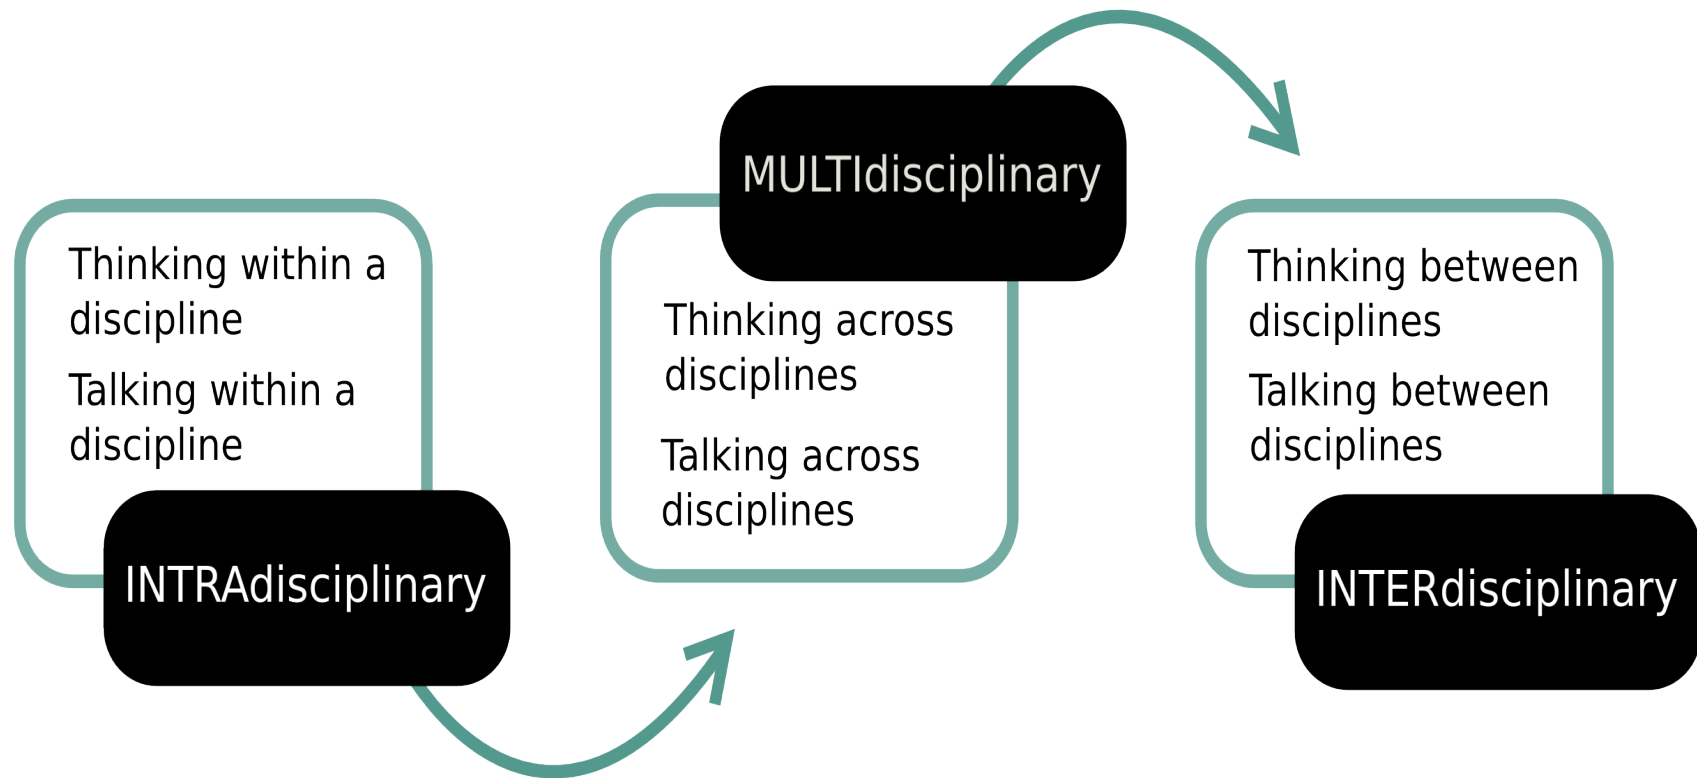 Thinking within a
discipline
Talking within a
discipline
INTRAdisciplinary
MULTIdisciplinary
Thinking across
disciplines
Talking across
disciplines
Thinking between
disciplines
Talking between
disciplines
INTERdisciplinary